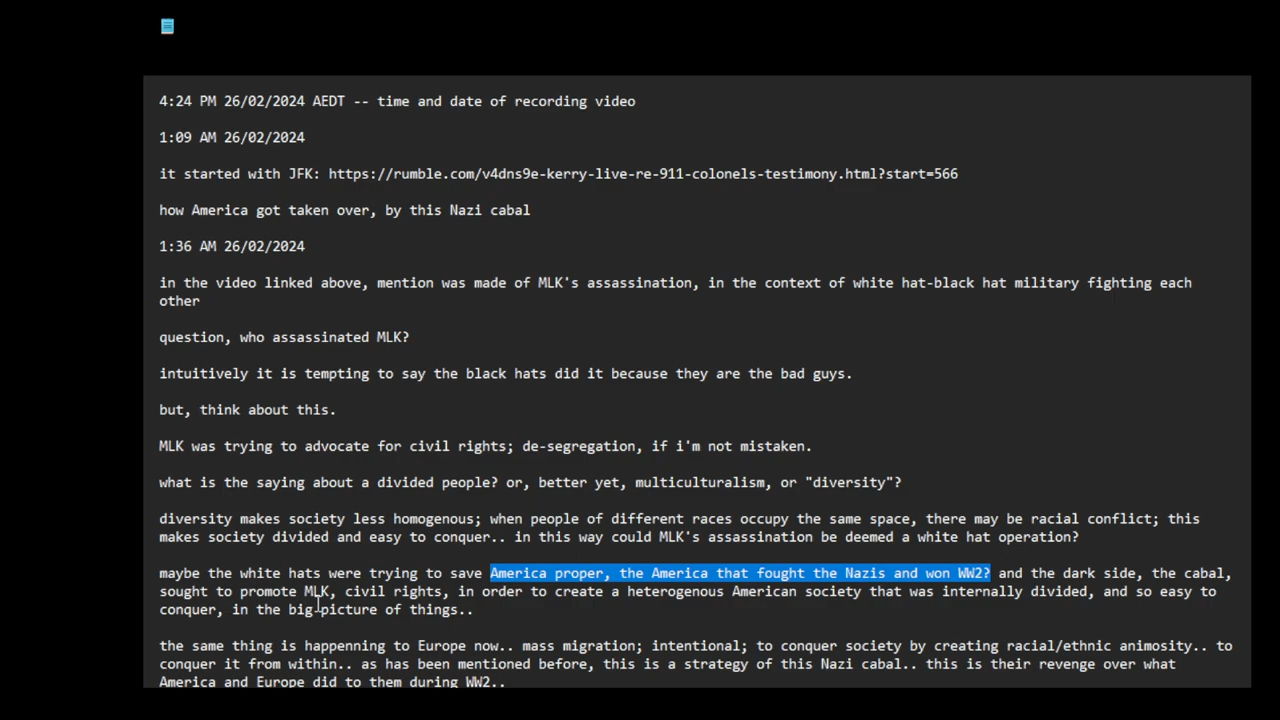 4:24 PM 26/02/2024 AEDT -- time and date of recording video
1:09 AM 26/02/2024
it started with JFK: https://rumble.com/v4dns9e-kerry-live-re-911-colonels-testimony.html?start=566
how America got taken over, by this Nazi cabal
1:36 AM 26/02/2024
in the video linked above, mention was made of MLK's assassination, in the context of white hat-black hat military fighting each
other
question, who assassinated MLK?
intuitively it is tempting to say the black hats did it because they are the bad guys.
but, think about this.
MLK was trying to advocate for civil rights; de-segregation, if i'm not mistaken.
what is the saying about a divided people? or, better yet, multiculturalism, or "diversity"?
diversity makes society less homogenous; when people of different races occupy the same space, there may be racial conflict; this
makes society divided and easy to conquer.. in this way could MLK's assassination be deemed a white hat operation?
maybe the white hats were trying to save America proper, the America that fought the Nazis and won WW2? and the dark side, the cabal,
sought to promote MLK, civil rights, in order to create a heterogenous American society that was internally divided, and so easy to
conquer, in the big-picture of things..
the same thing is happenning to Europe now.. mass migration; intentional; to conquer society by creating racial/ethnic animosity.. to
conquer it from within.. as has been mentioned before, this is a strategy of this Nazi cabal.. this is their revenge over what
America and Europe did to them during WW2..